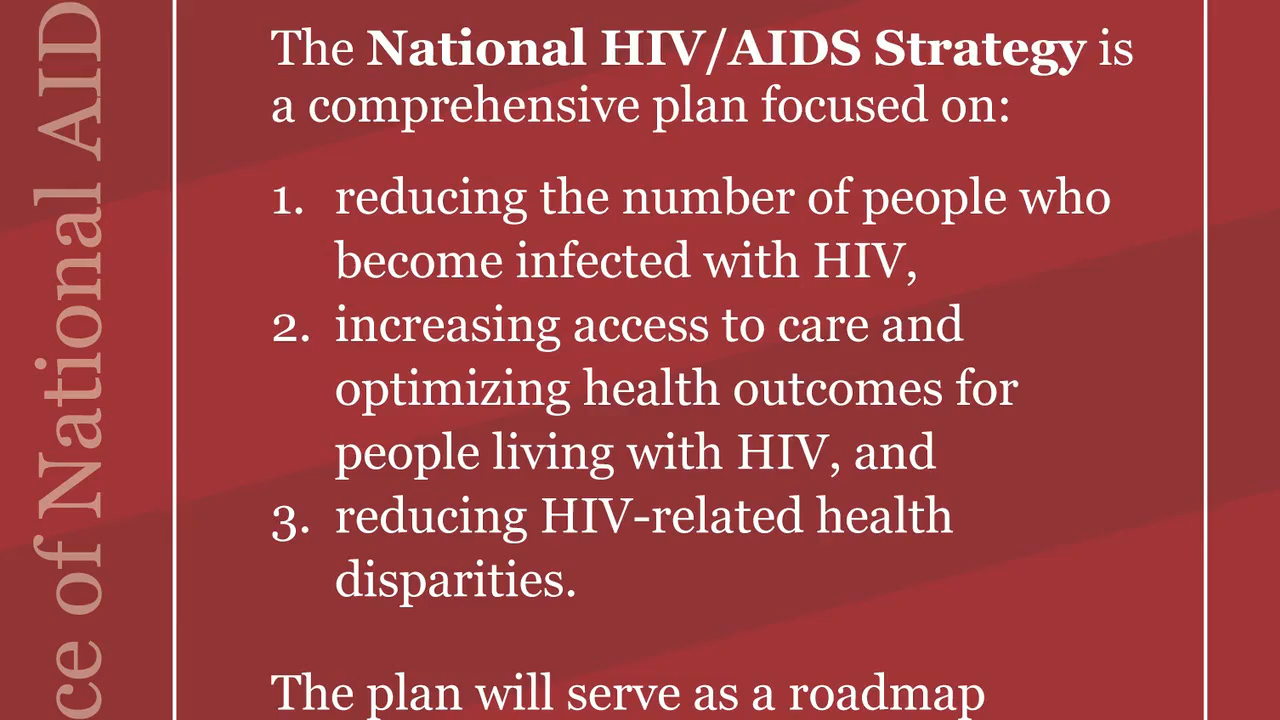 The National HIV/AIDS Strategy is
a comprehensive plan focused on:
1. reducing the number of people who
become infected with HIV,
2. increasing access to care and
optimizing health outcomes for
people living with HIV, and
3. reducing HIV-related health
disparities.
The plan will serve as a roadmap
ce of National AID